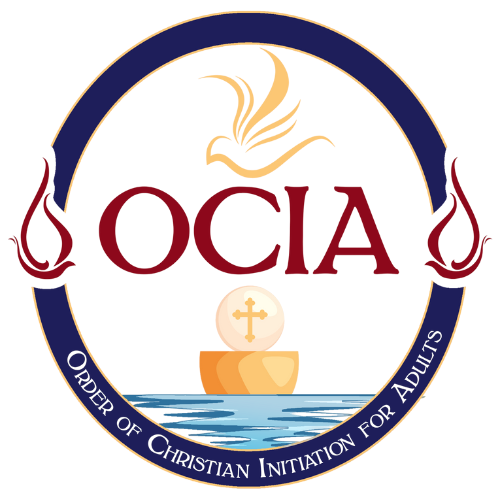 OCIA
Order of Christian Initiation for Adults